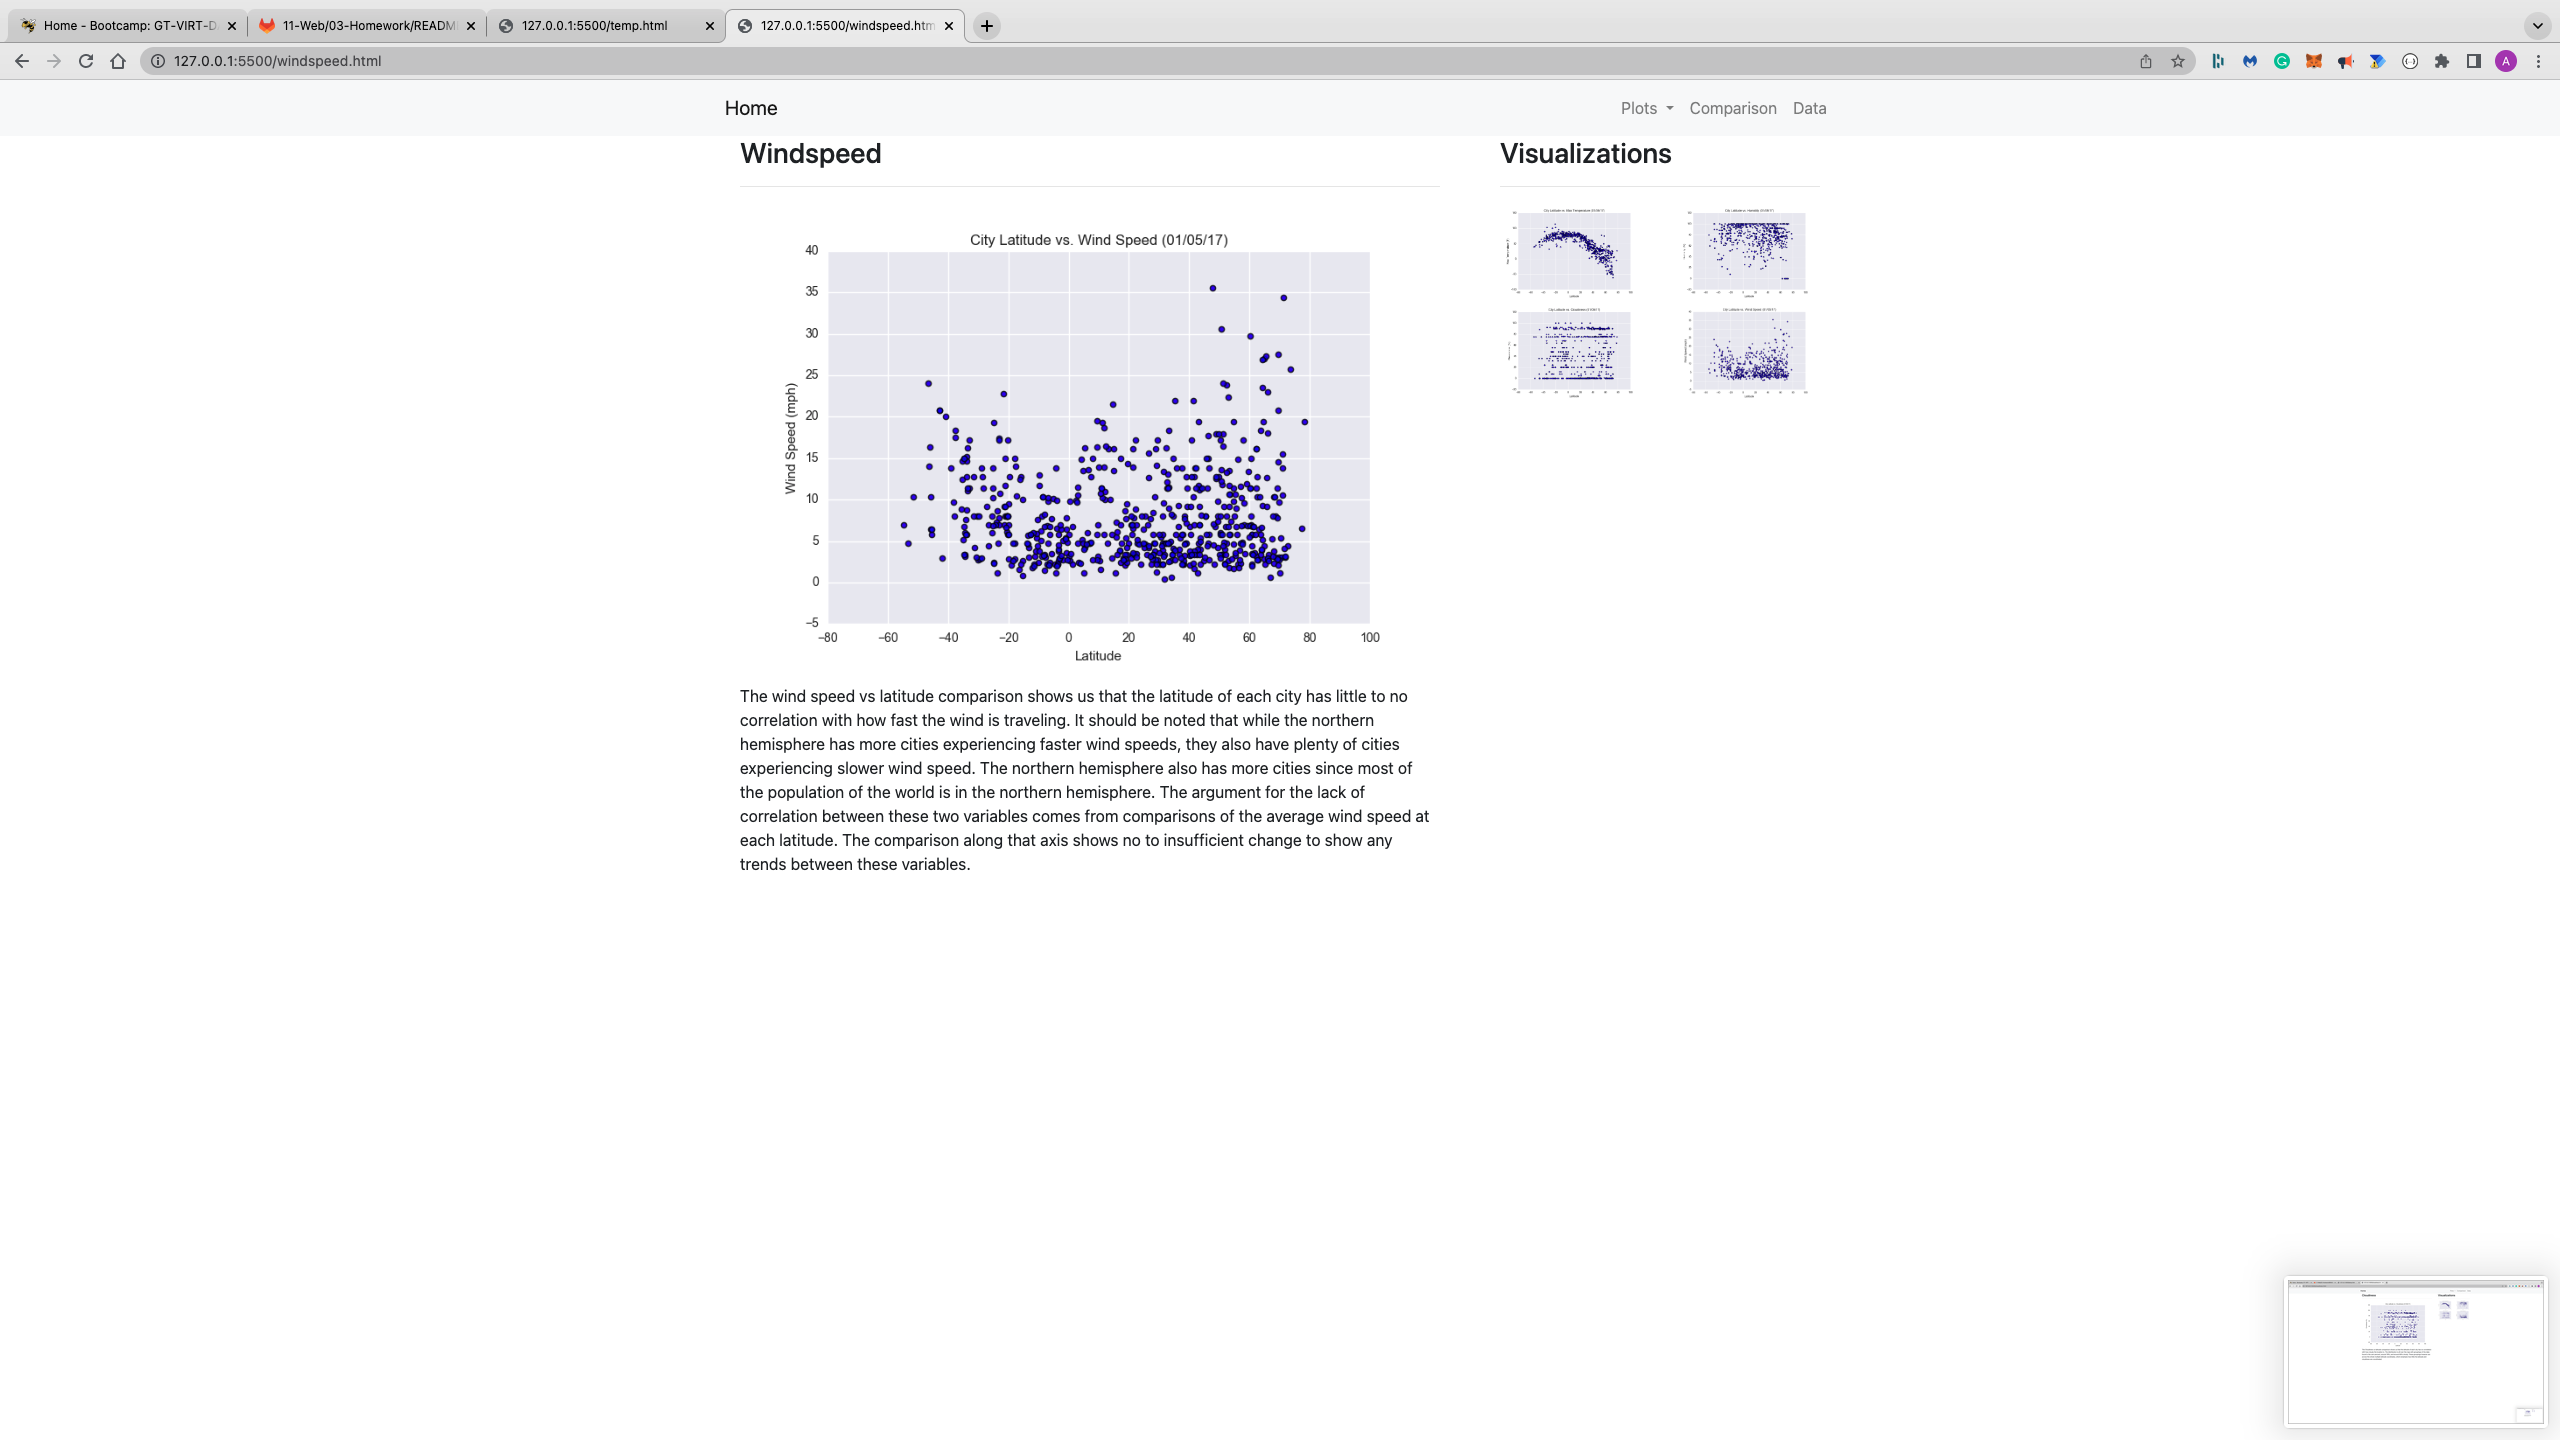 Home - Bootcamp: GT-VIRT-D
11-Web/03-Homework/READM
127.0.0.1:5500/temp.html
127.0.0.1:5500/windspeed.htm
127.0.0.1:5500/windspeed.html
A
Home
Plots
Comparison
Data
Windspeed
Visualizations
City Latitude vs. Wind Speed (01/05/17)
40
35
30
25
20
15
10
5
0
−5
Wind Speed (mph)
−80 −60 −40 −20 0 20 40 60 80 100
Latitude
The wind speed vs latitude comparison shows us that the latitude of each city has little to no
correlation with how fast the wind is traveling. It should be noted that while the northern
hemisphere has more cities experiencing faster wind speeds, they also have plenty of cities
experiencing slower wind speed. The northern hemisphere also has more cities since most of
the population of the world is in the northern hemisphere. The argument for the lack of
correlation between these two variables comes from comparisons of the average wind speed at
each latitude. The comparison along that axis shows no to insufficient change to show any
trends between these variables.